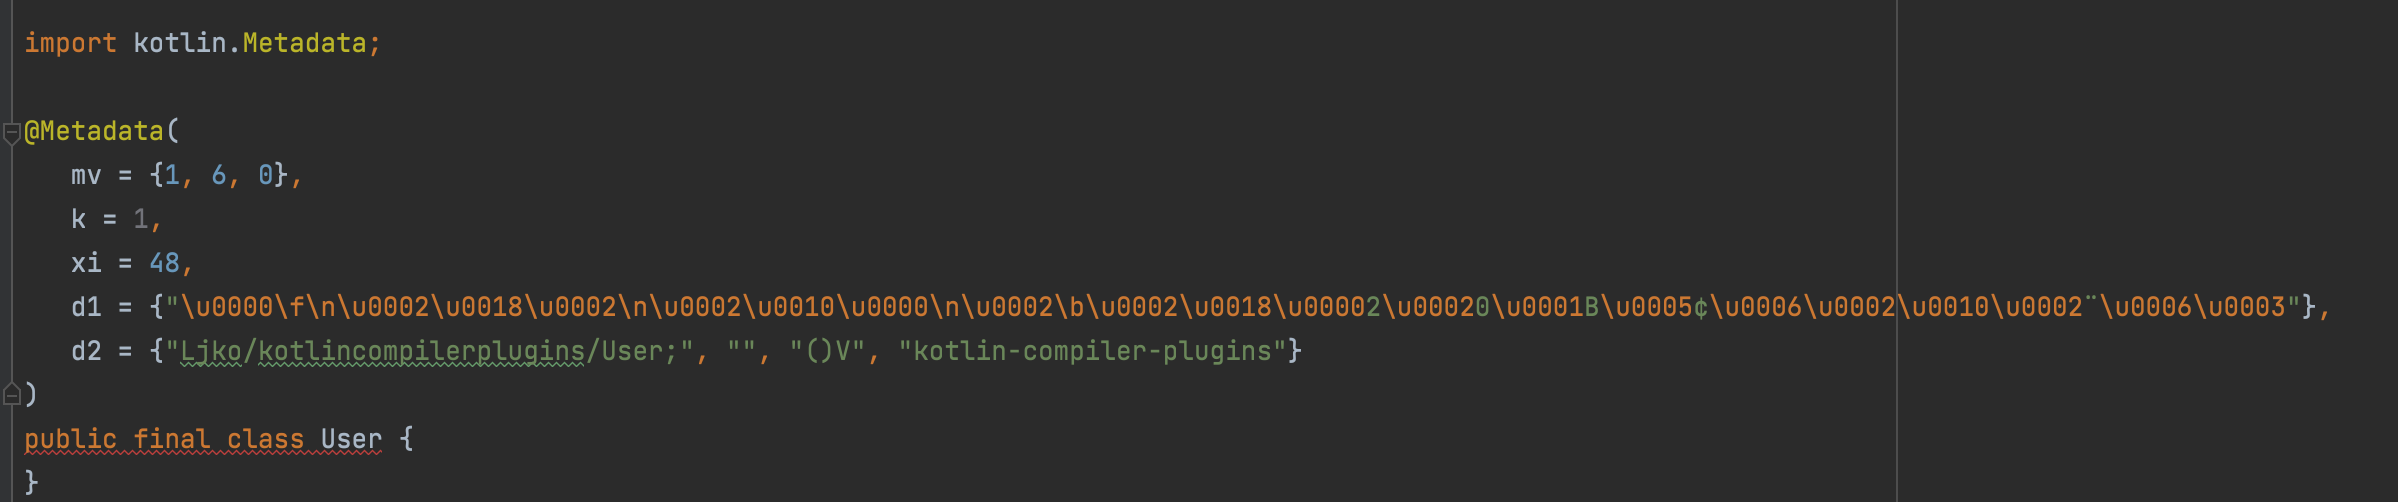 import kotlin.Metadata;
@Metadata(
mv = {1, 6, 0},
k = 1,
xi = 48,
d1 = {"\u0000\f\n\u0002\u0018\u0002\n\u0002\u0010\u0000\n\u0002\b\u0002\u0018\u00002\u00020\u0001B\u0005¢\u0006\u0002\u0010\u0002¨\u0006\u0003"},
d2 = {"Ljko/kotlincompilerplugins/User;", "", "()V", "kotlin-compiler-plugins"}
)
public final class User {
}